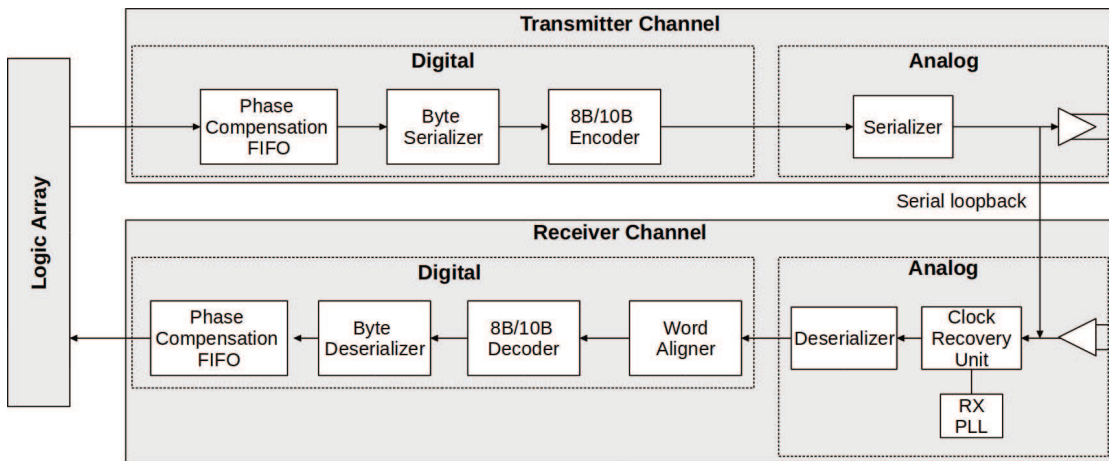 Transmitter Channel
Digital
Analog
Phase
Compensation
FIFO
Byte
Serializer
8B/10B
Encoder
Serializer
Logic Array
Serial loopback
Receiver Channel
Digital
Analog
Phase
Compensation
FIFO
Byte
Deserializer
8B/10B
Decoder
Word
Aligner
Deserializer
Clock
Recovery
Unit
RX
PLL